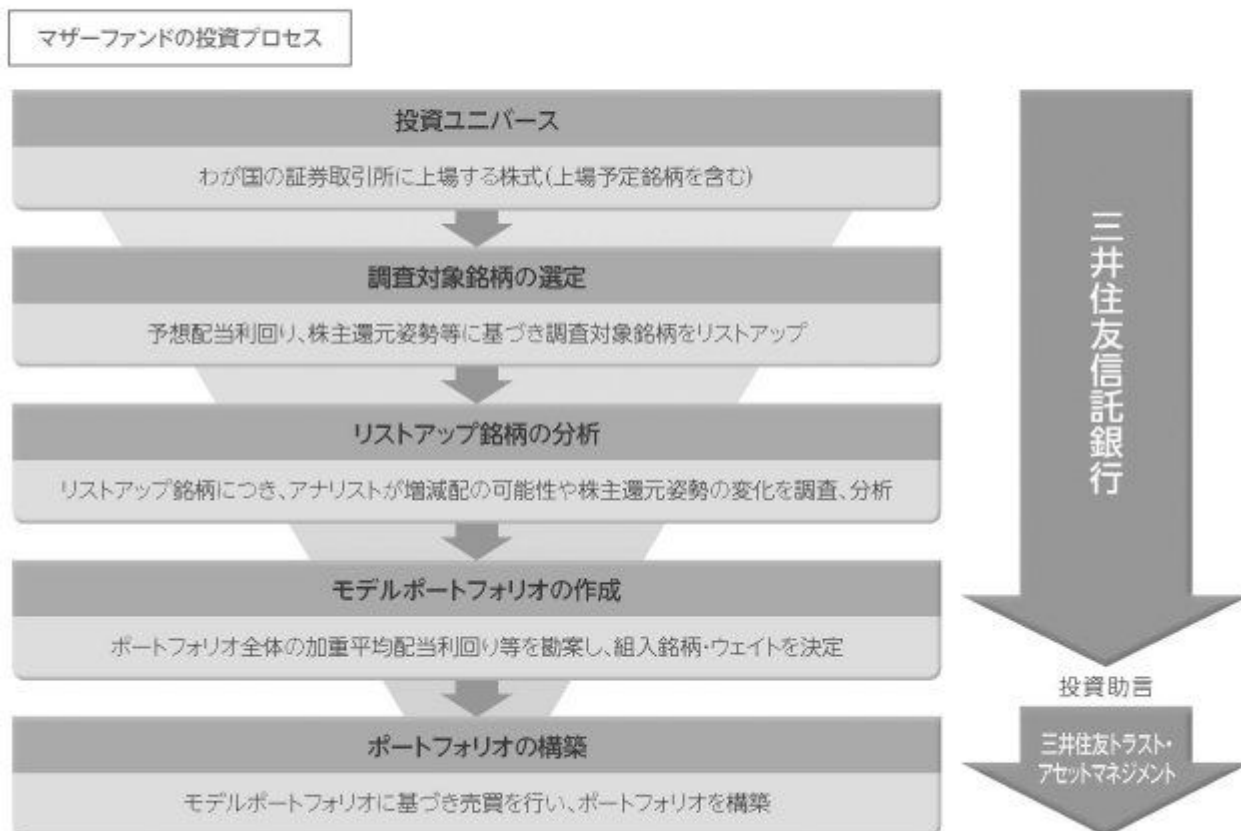 マザーファンドの投資プロセス
投資ユニバース
わが国の証券取引所に上場する株式(上場予定銘柄を含む)
調査対象銘柄の選定
予想配当利回り、株主還元姿勢等に基づき調査対象銘柄をリストアップ
リストアップ銘柄の分析
リストアップ銘柄につき、アナリストが増減配の可能性や株主還元姿勢の変化を調査、分析
モデルポートフォリオの作成
ポートフォリオ全体の加重平均配当利回り等を勘案し、組入銘柄・ウェイトを決定
ポートフォリオの構築
モデルポートフォリオに基づき売買を行い、ポートフォリオを構築
三井住友信託銀行
投資助言
三井住友トラスト・
アセットマネジメント